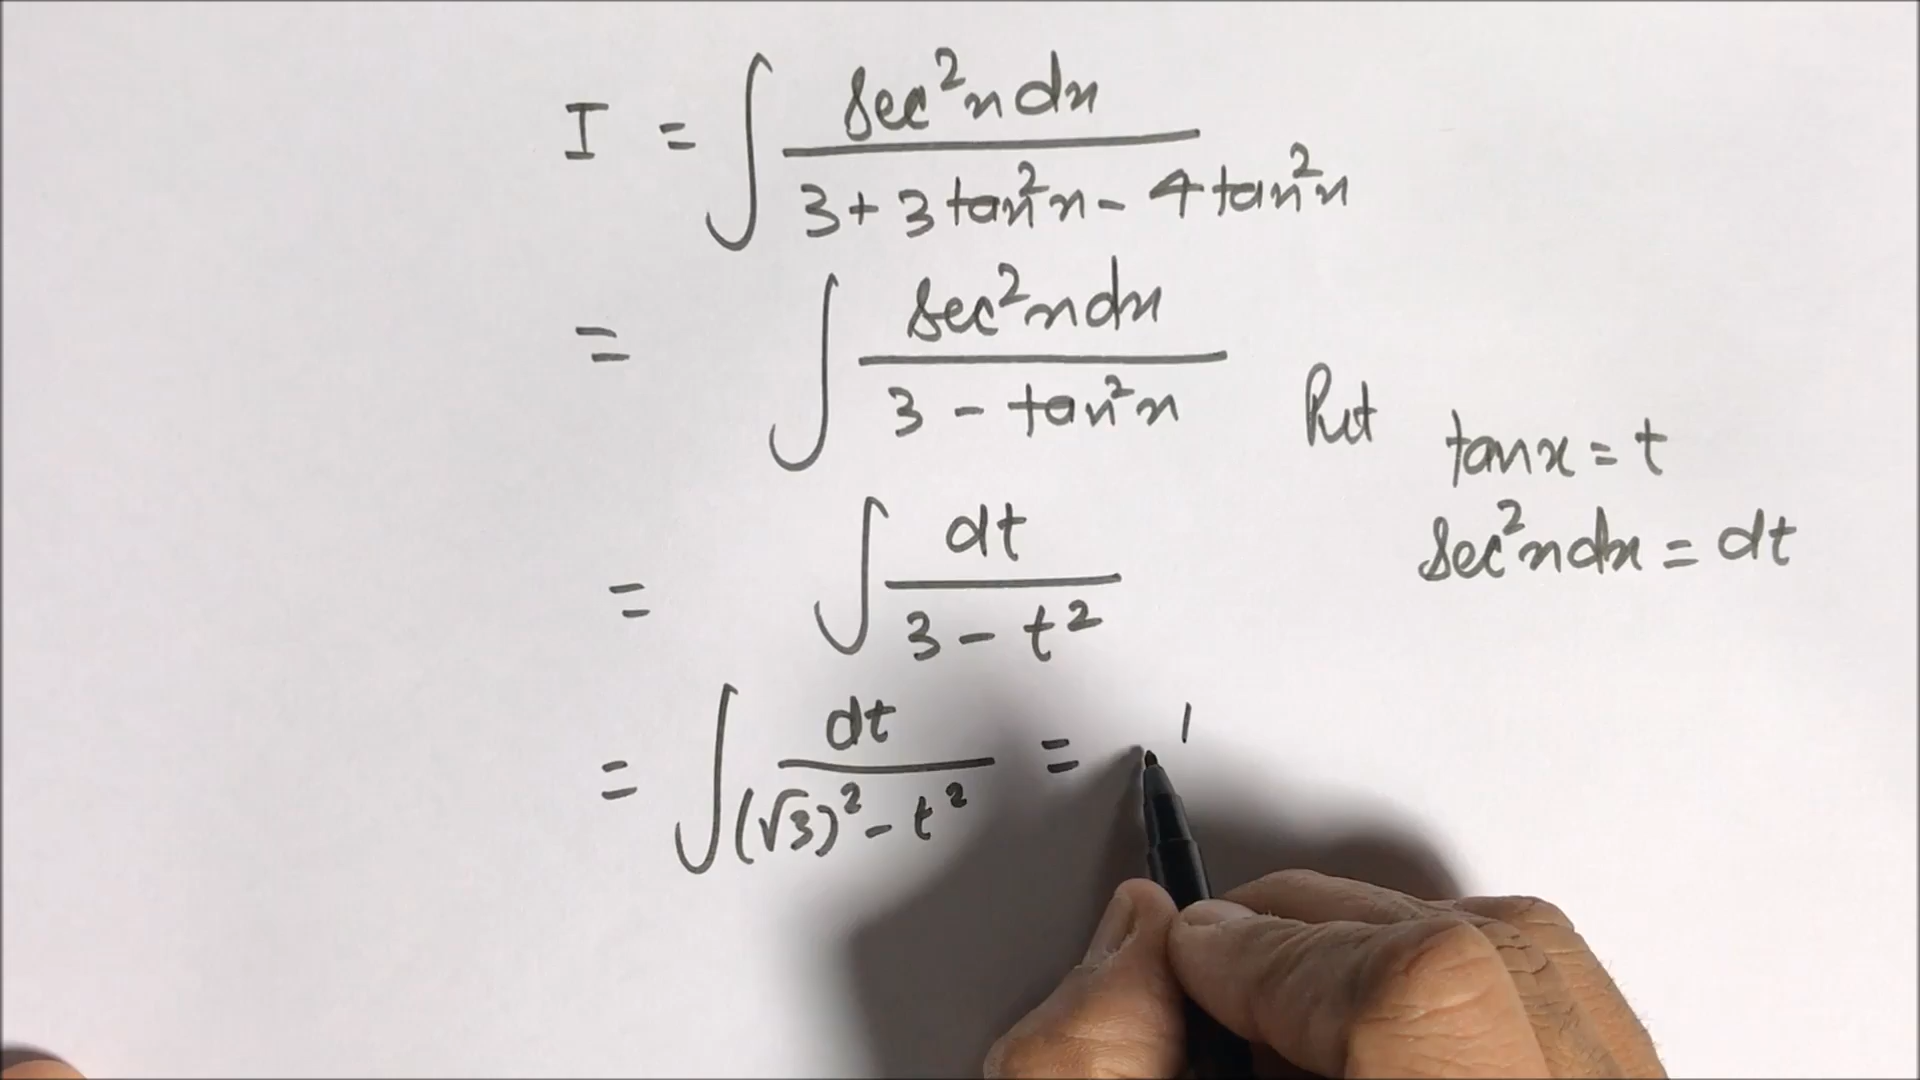 I = ∫ sec²x dx / 3 + 3 tan²x - 4 tan²x
= ∫ sec²x dx / 3 - tan²x
Put tan x = t
sec²x dx = dt
= ∫ dt / 3 - t²
= ∫ dt / (√3)² - t² = 1